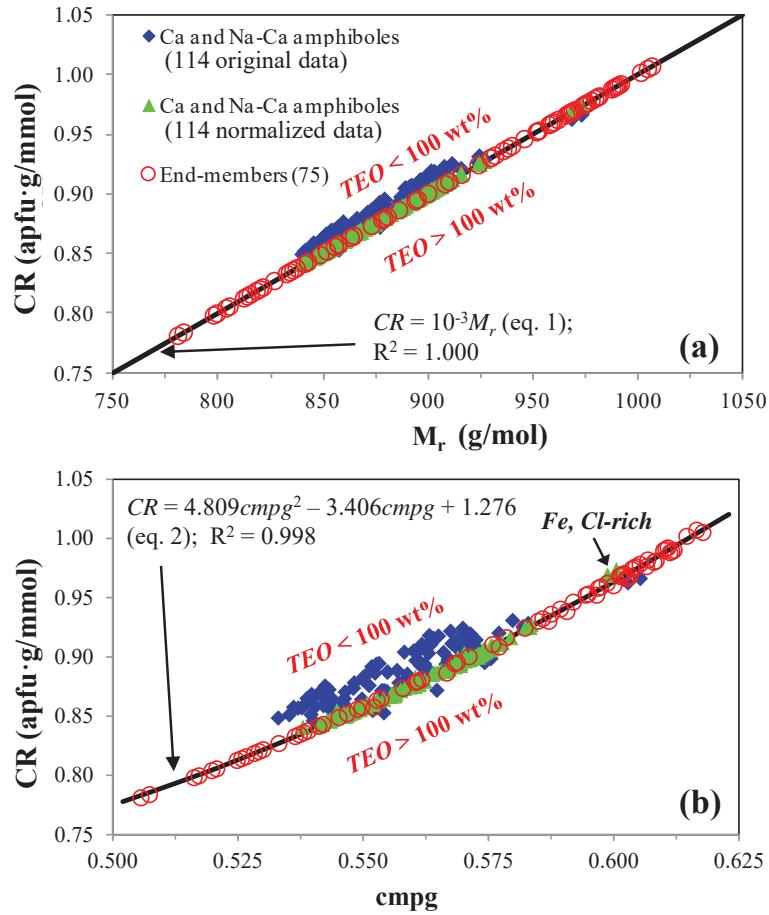 1.05
1.00
0.95
0.90
0.85
0.80
0.75
CR (apfu·g/mmol)
Ca and Na-Ca amphiboles
(114 original data)
Ca and Na-Ca amphiboles
(114 normalized data)
End-members (75)
TEO < 100 wt%
TEO > 100 wt%
CR = 10⁻³Mᵣ (eq. 1);
R² = 1.000
(a)
750 800 850 900 950 1000 1050
Mᵣ (g/mol)
1.05
1.00
0.95
0.90
0.85
0.80
0.75
CR (apfu·g/mmol)
CR = 4.809cmpg² – 3.406cmpg + 1.276
(eq. 2); R² = 0.998
Fe, Cl-rich
TEO < 100 wt%
TEO > 100 wt%
(b)
0.500 0.525 0.550 0.575 0.600 0.625
cmpg